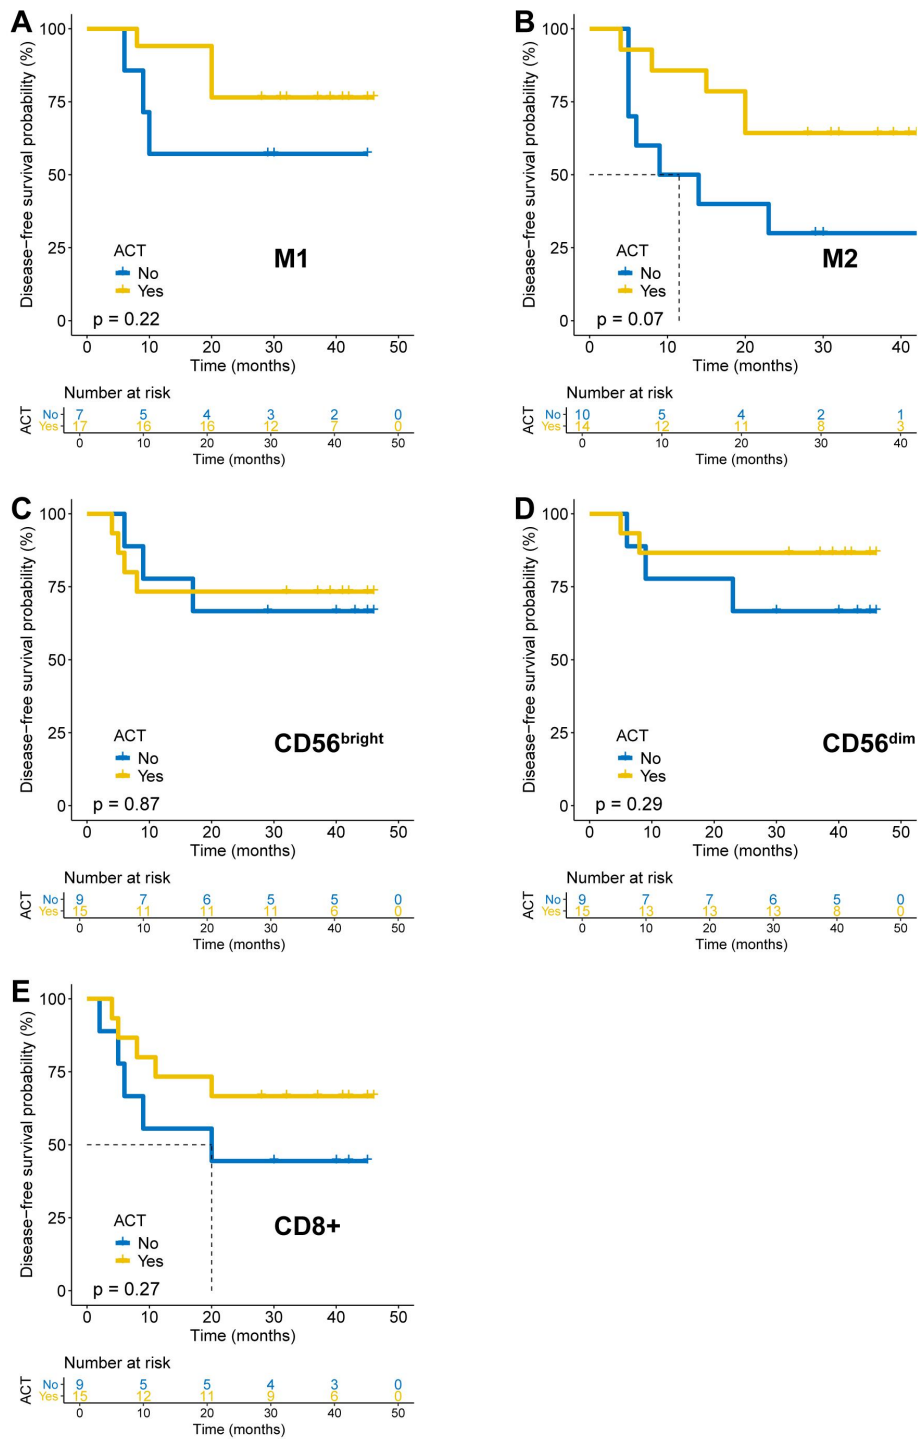 A
Disease−free survival probability (%)
100
75
50
25
0
ACT
No
Yes
p = 0.22
M1
0 10 20 30 40 50
Time (months)
Number at risk
ACT
No 7 5 4 3 2 0
Yes 17 16 16 12 7 0
0 10 20 30 40 50
Time (months)
B
Disease−free survival probability (%)
100
75
50
25
0
ACT
No
Yes
p = 0.07
M2
0 10 20 30 40
Time (months)
Number at risk
ACT
No 10 5 4 2 1
Yes 14 12 11 8 3
0 10 20 30 40
Time (months)
C
Disease−free survival probability (%)
100
75
50
25
0
ACT
No
Yes
p = 0.87
CD56bright
0 10 20 30 40 50
Time (months)
Number at risk
ACT
No 9 7 6 5 5 0
Yes 15 11 11 11 6 0
0 10 20 30 40 50
Time (months)
D
Disease−free survival probability (%)
100
75
50
25
0
ACT
No
Yes
p = 0.29
CD56dim
0 10 20 30 40 50
Time (months)
Number at risk
ACT
No 9 7 7 6 5 0
Yes 15 13 13 13 8 0
0 10 20 30 40 50
Time (months)
E
Disease−free survival probability (%)
100
75
50
25
0
ACT
No
Yes
p = 0.27
CD8+
0 10 20 30 40 50
Time (months)
Number at risk
ACT
No 9 5 5 4 3 0
Yes 15 12 11 9 6 0
0 10 20 30 40 50
Time (months)